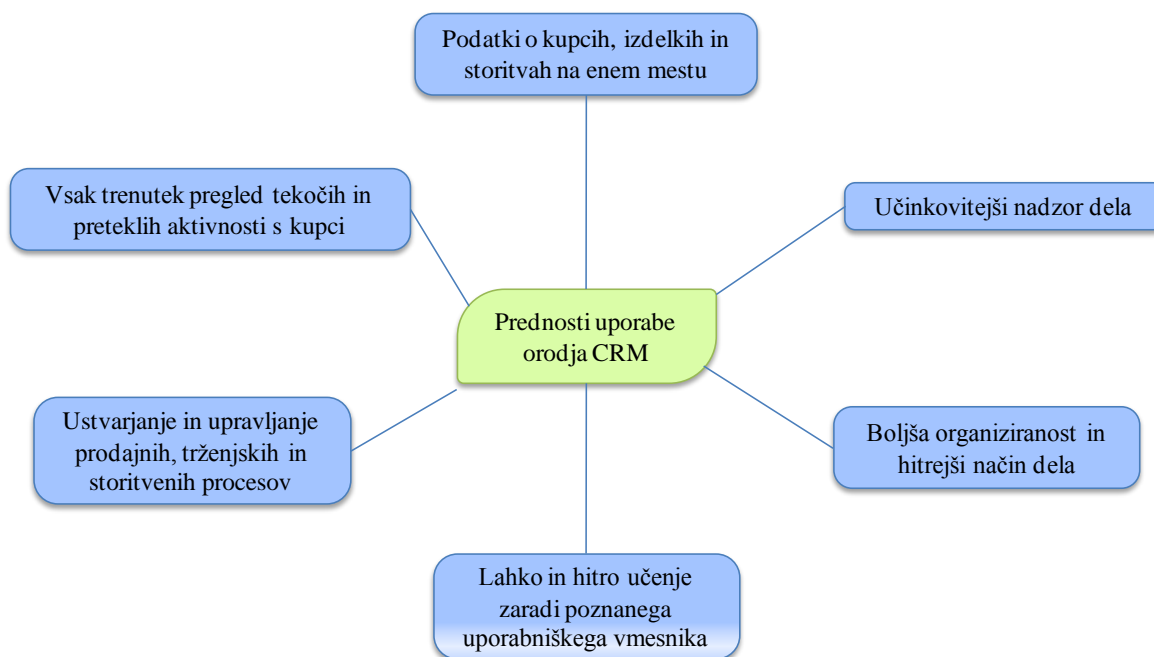 Podatki o kupcih, izdelkih in
storitvah na enem mestu
Vsak trenutek pregled tekočih in
preteklih aktivnosti s kupci
Učinkovitejši nadzor dela
Prednosti uporabe
orodja CRM
Ustvarjanje in upravljanje
prodajnih, trženjskih in
storitvenih procesov
Boljša organiziranost in
hitrejši način dela
Lahko in hitro učenje
zaradi poznanega
uporabniškega vmesnika